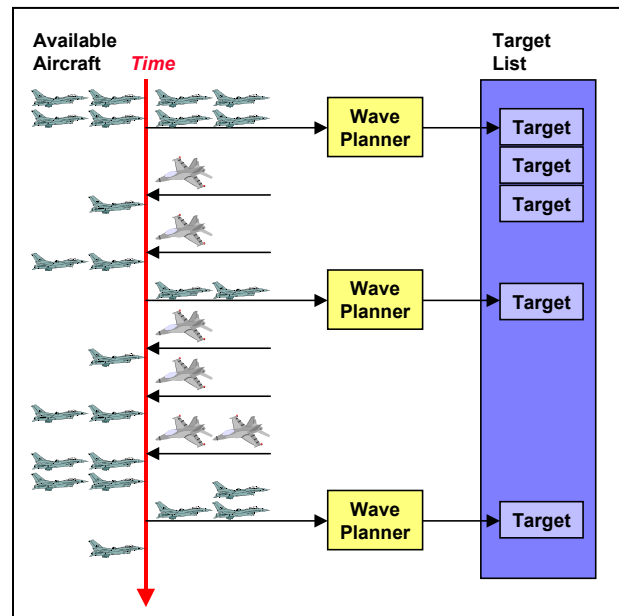 Available
Aircraft
Time
Target
List
Wave
Planner
Target
Target
Target
Wave
Planner
Target
Wave
Planner
Target